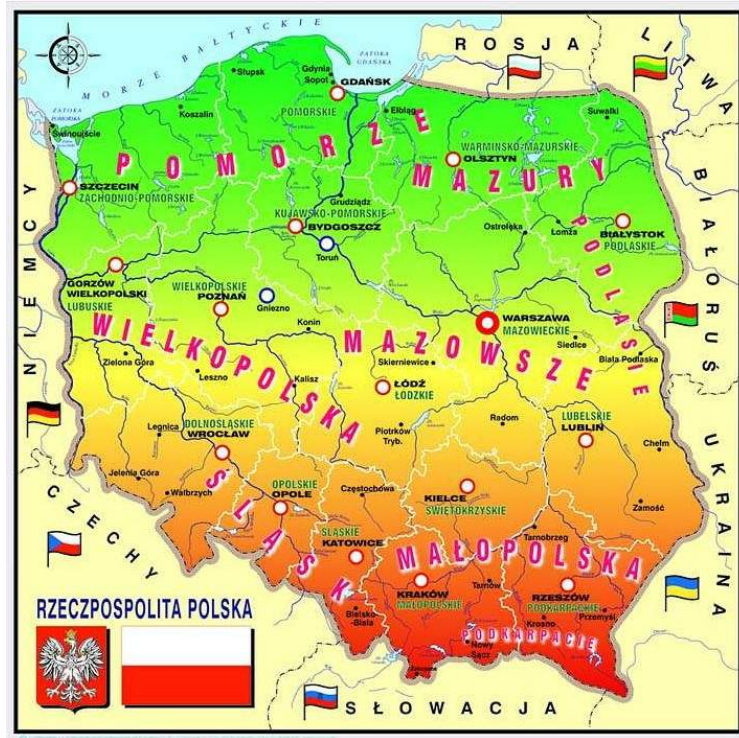 MORZE BAŁTYCKIE
ZATOKA GDAŃSKA
ROSJA
LITWA
ZATOKA POMORSKA
Słupsk
Gdynia
Sopot
GDAŃSK
POMORSKIE
Koszalin
Elbląg
Suwałki
Świnoujście
POMORZE
WARMIŃSKO-MAZURSKIE
OLSZTYN
MAZURY
SZCZECIN
ZACHODNIO-POMORSKIE
Grudziądz
KUJAWSKO-POMORSKIE
BYDGOSZCZ
Toruń
Ostrołęka
Łomża
BIAŁYSTOK
PODLASKIE
PODLASIE
BIAŁORUŚ
NIEMCY
GORZÓW
WIELKOPOLSKI
LUBUSKIE
WIELKOPOLSKIE
POZNAŃ
Gniezno
Konin
WARSZAWA
MAZOWIECKIE
Siedlce
Biała Podlaska
WIELKOPOLSKA
MAZOWSZE
Zielona Góra
Leszno
Kalisz
Skierniewice
ŁÓDŹ
ŁÓDZKIE
Piotrków
Tryb.
Radom
LUBELSKIE
LUBLIN
Chełm
Zamość
UKRAINA
DOLNOŚLĄSKIE
WROCŁAW
Legnica
Jelenia Góra
Wałbrzych
OPOLSKIE
OPOLE
Częstochowa
KIELCE
ŚWIĘTOKRZYSKIE
ŚLĄSK
ŚLĄSKIE
KATOWICE
Tarnobrzeg
MAŁOPOLSKA
KRAKÓW
MAŁOPOLSKIE
Tarnów
RZESZÓW
PODKARPACKIE
Przemyśl
Krosno
Bielsko
-Biała
Nowy
Sącz
PODKARPACIE
CZECHY
SŁOWACJA
RZECZPOSPOLITA POLSKA